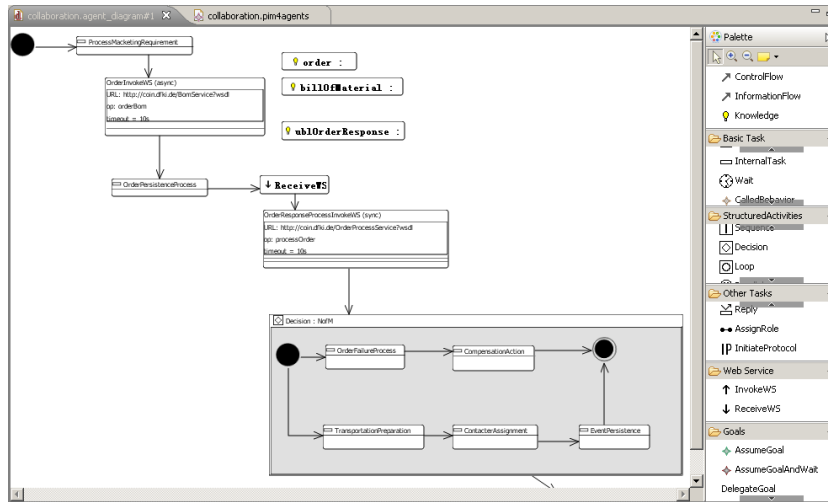 collaboration.agent_diagram#1
collaboration.pim4agents
ProcessMacketingRequirement
OrderInvokeWS (async)
URL: http://coin.dfki.de/BomService?wsdl
op: orderBom
timeout = 10s
order :
billOfMaterial :
ublOrderResponse :
OrderPersistenceProcess
ReceiveWS
OrderResponseProcessInvokeWS (sync)
URL: http://coin.dfki.de/OrderProcessService?wsdl
op: processOrder
timeout = 10s
Decision : NofM
OrderFailureProcess
CompensationAction
TransportationPreparation
ContacterAssignment
EventPersistence
Palette
ControlFlow
InformationFlow
Knowledge
Basic Task
InternalTask
Wait
CalledBehavior
StructuredActivities
Sequence
Decision
Loop
Other Tasks
Reply
AssignRole
InitiateProtocol
Web Service
InvokeWS
ReceiveWS
Goals
AssumeGoal
AssumeGoalAndWait
DelegateGoal